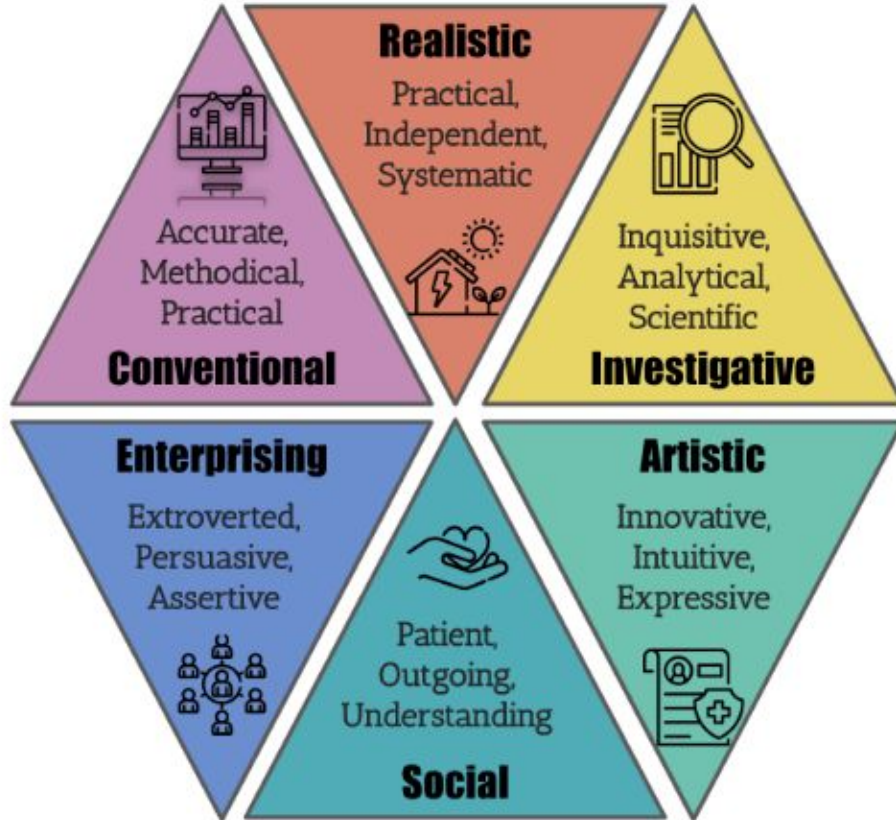 Realistic
Practical,
Independent,
Systematic
Inquisitive,
Analytical,
Scientific
Investigative
Artistic
Innovative,
Intuitive,
Expressive
Patient,
Outgoing,
Understanding
Social
Enterprising
Extroverted,
Persuasive,
Assertive
Accurate,
Methodical,
Practical
Conventional